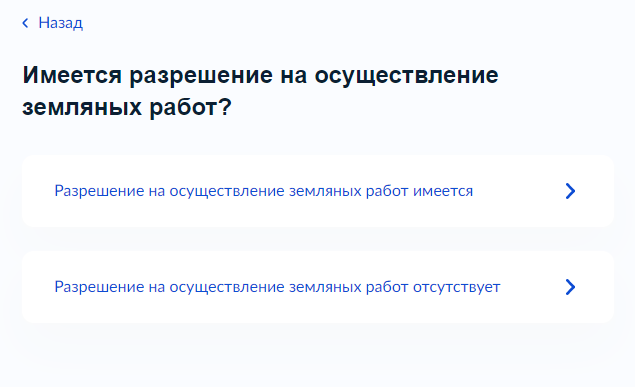 Назад
Имеется разрешение на осуществление
земляных работ?
Разрешение на осуществление земляных работ имеется
Разрешение на осуществление земляных работ отсутствует